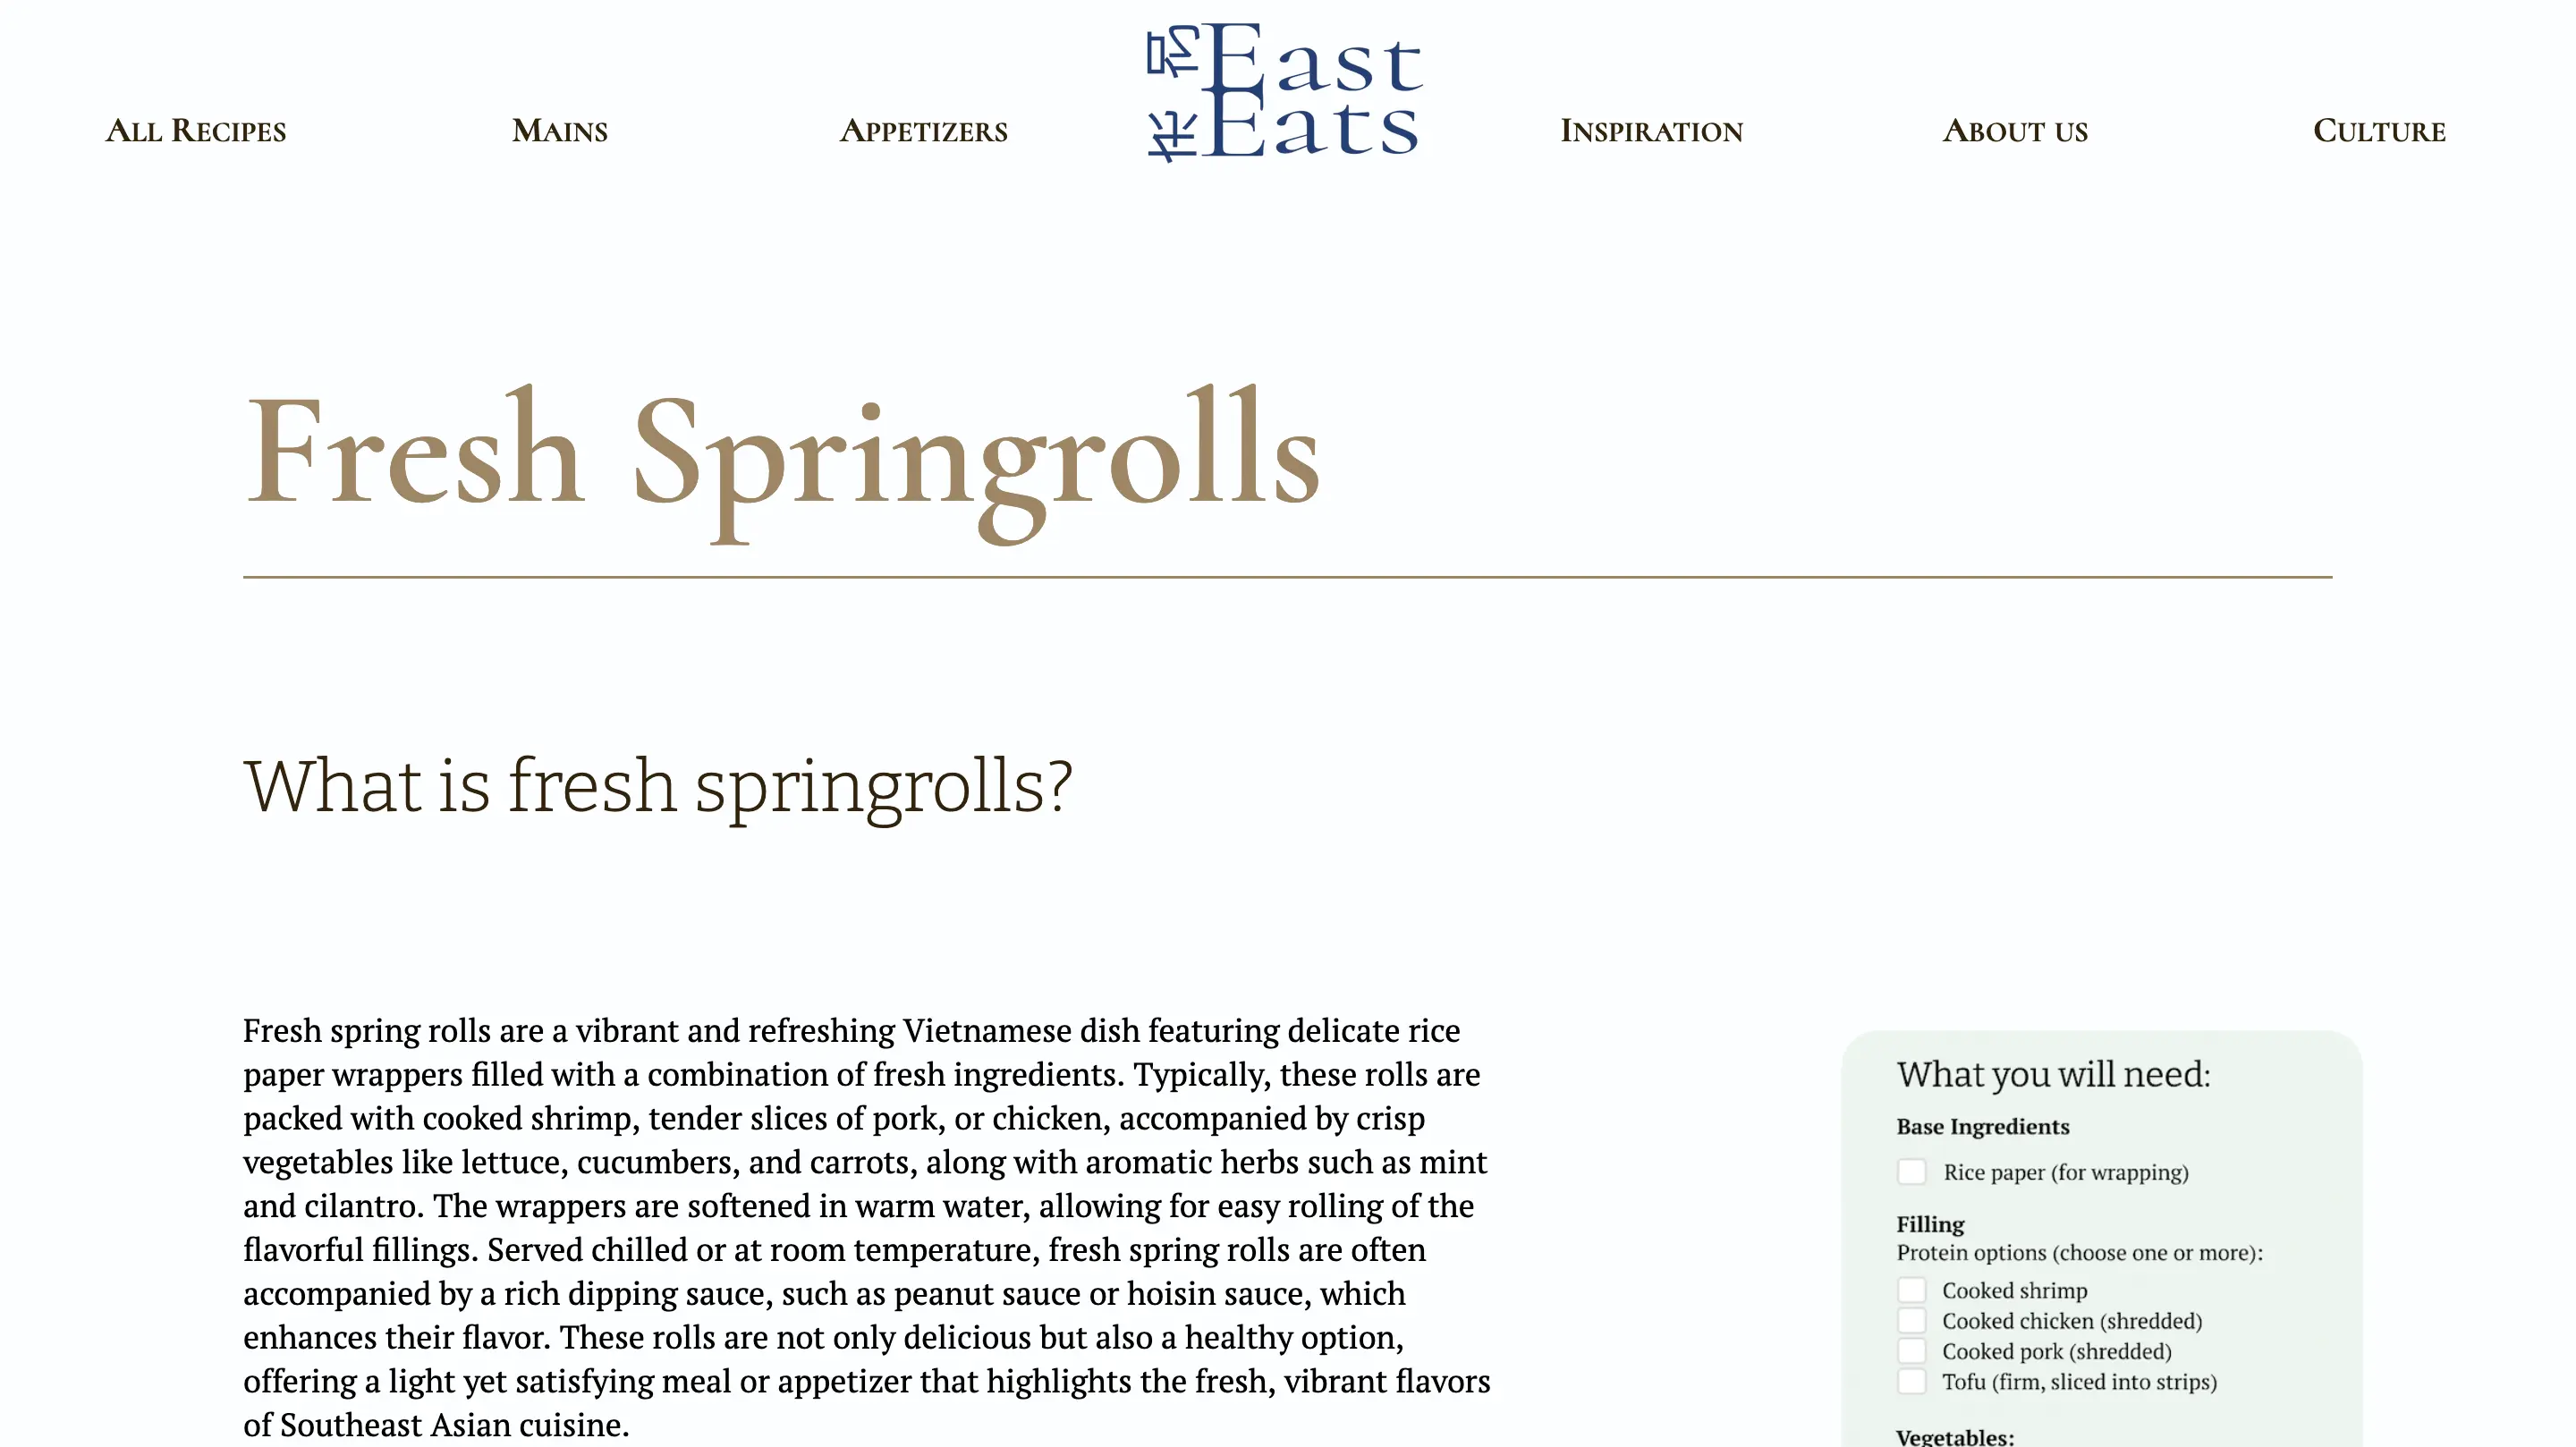 All Recipes
Mains
Appetizers
East
Eats
Inspiration
About us
Culture
Fresh Springrolls
What is fresh springrolls?
Fresh spring rolls are a vibrant and refreshing Vietnamese dish featuring delicate rice
paper wrappers filled with a combination of fresh ingredients. Typically, these rolls are
packed with cooked shrimp, tender slices of pork, or chicken, accompanied by crisp
vegetables like lettuce, cucumbers, and carrots, along with aromatic herbs such as mint
and cilantro. The wrappers are softened in warm water, allowing for easy rolling of the
flavorful fillings. Served chilled or at room temperature, fresh spring rolls are often
accompanied by a rich dipping sauce, such as peanut sauce or hoisin sauce, which
enhances their flavor. These rolls are not only delicious but also a healthy option,
offering a light yet satisfying meal or appetizer that highlights the fresh, vibrant flavors
of Southeast Asian cuisine.
What you will need:
Base Ingredients
Rice paper (for wrapping)
Filling
Protein options (choose one or more):
Cooked shrimp
Cooked chicken (shredded)
Cooked pork (shredded)
Tofu (firm, sliced into strips)
Vegetables: